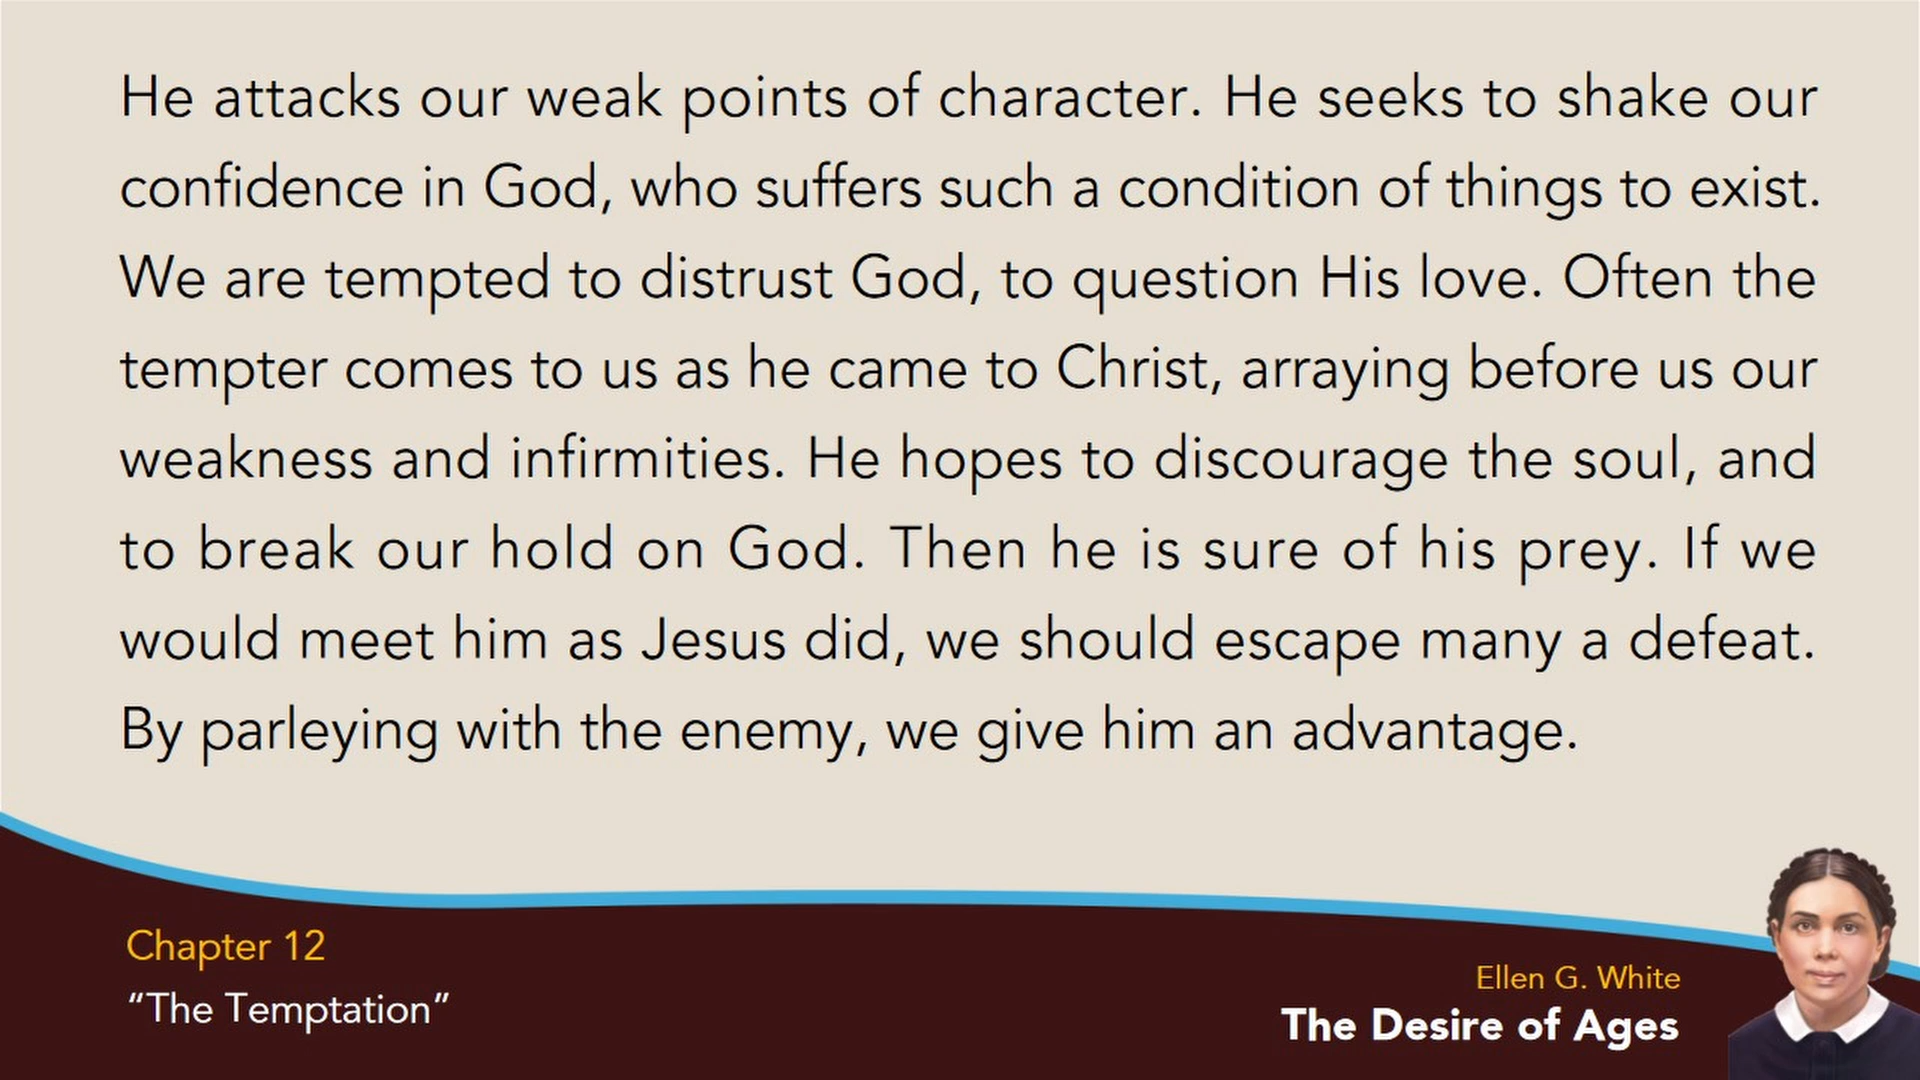 He attacks our weak points of character. He seeks to shake our
confidence in God, who suffers such a condition of things to exist.
We are tempted to distrust God, to question His love. Often the
tempter comes to us as he came to Christ, arraying before us our
weakness and infirmities. He hopes to discourage the soul, and
to break our hold on God. Then he is sure of his prey. If we
would meet him as Jesus did, we should escape many a defeat.
By parleying with the enemy, we give him an advantage.
Chapter 12
“The Temptation”
Ellen G. White
The Desire of Ages